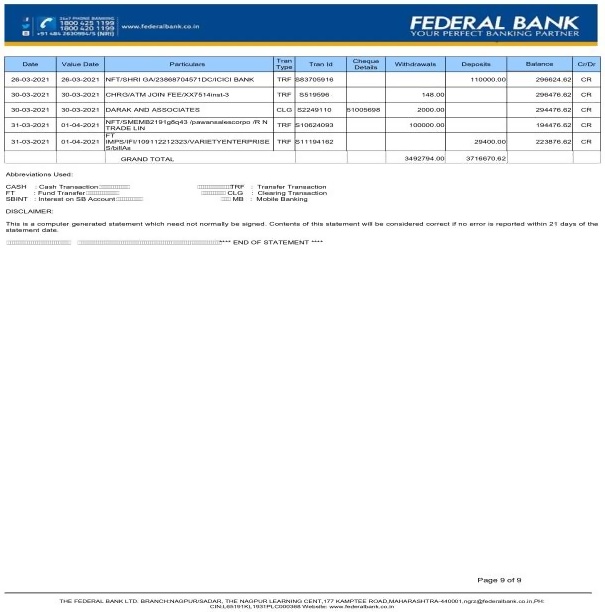 24x7 PHONE BANKING
1800 425 1199
1800 420 1199
+91 484 2630994/5 (NRI)
www.federalbank.co.in
FEDERAL BANK
YOUR PERFECT BANKING PARTNER
Date Value Date Particulars Tran Type Tran Id Cheque Details Withdrawals Deposits Balance Cr/Dr
26-03-2021 26-03-2021 NFT/SHRI GA/23868704571DC/ICICI BANK TRF S83705916 110000.00 296624.62 CR
30-03-2021 30-03-2021 CHRG/ATM JOIN FEE/XX7514inst-3 TRF S519596 148.00 296476.62 CR
30-03-2021 30-03-2021 DARAK AND ASSOCIATES CLG S2249110 61005698 2000.00 294476.62 CR
31-03-2021 01-04-2021 NFT/SMEMB2191g8q43 /pawansalescorpo /R N TRADE LIN TRF S10624093 100000.00 194476.62 CR
31-03-2021 01-04-2021 FT IMPS/IFI/109112212323/VARIETYENTERPRISES/billAs TRF S11194162 29400.00 223876.62 CR
GRAND TOTAL 3492794.00 3716670.62
Abbreviations Used:
CASH : Cash Transaction TRF : Transfer Transaction
FT : Fund Transfer CLG : Clearing Transaction
SBINT : Interest on SB Account MB : Mobile Banking
DISCLAIMER:
This is a computer generated statement which need not normally be signed. Contents of this statement will be considered correct if no error is reported within 21 days of the
statement date.
**** END OF STATEMENT ****
Page 9 of 9
THE FEDERAL BANK LTD. BRANCH:NAGPUR/SADAR, THE NAGPUR LEARNING CENT,177 KAMPTEE ROAD,MAHARASHTRA-440001,ngrz@federalbank.co.in,PH:
CIN:L65191KL1931PLC000368 Website: www.federalbank.co.in